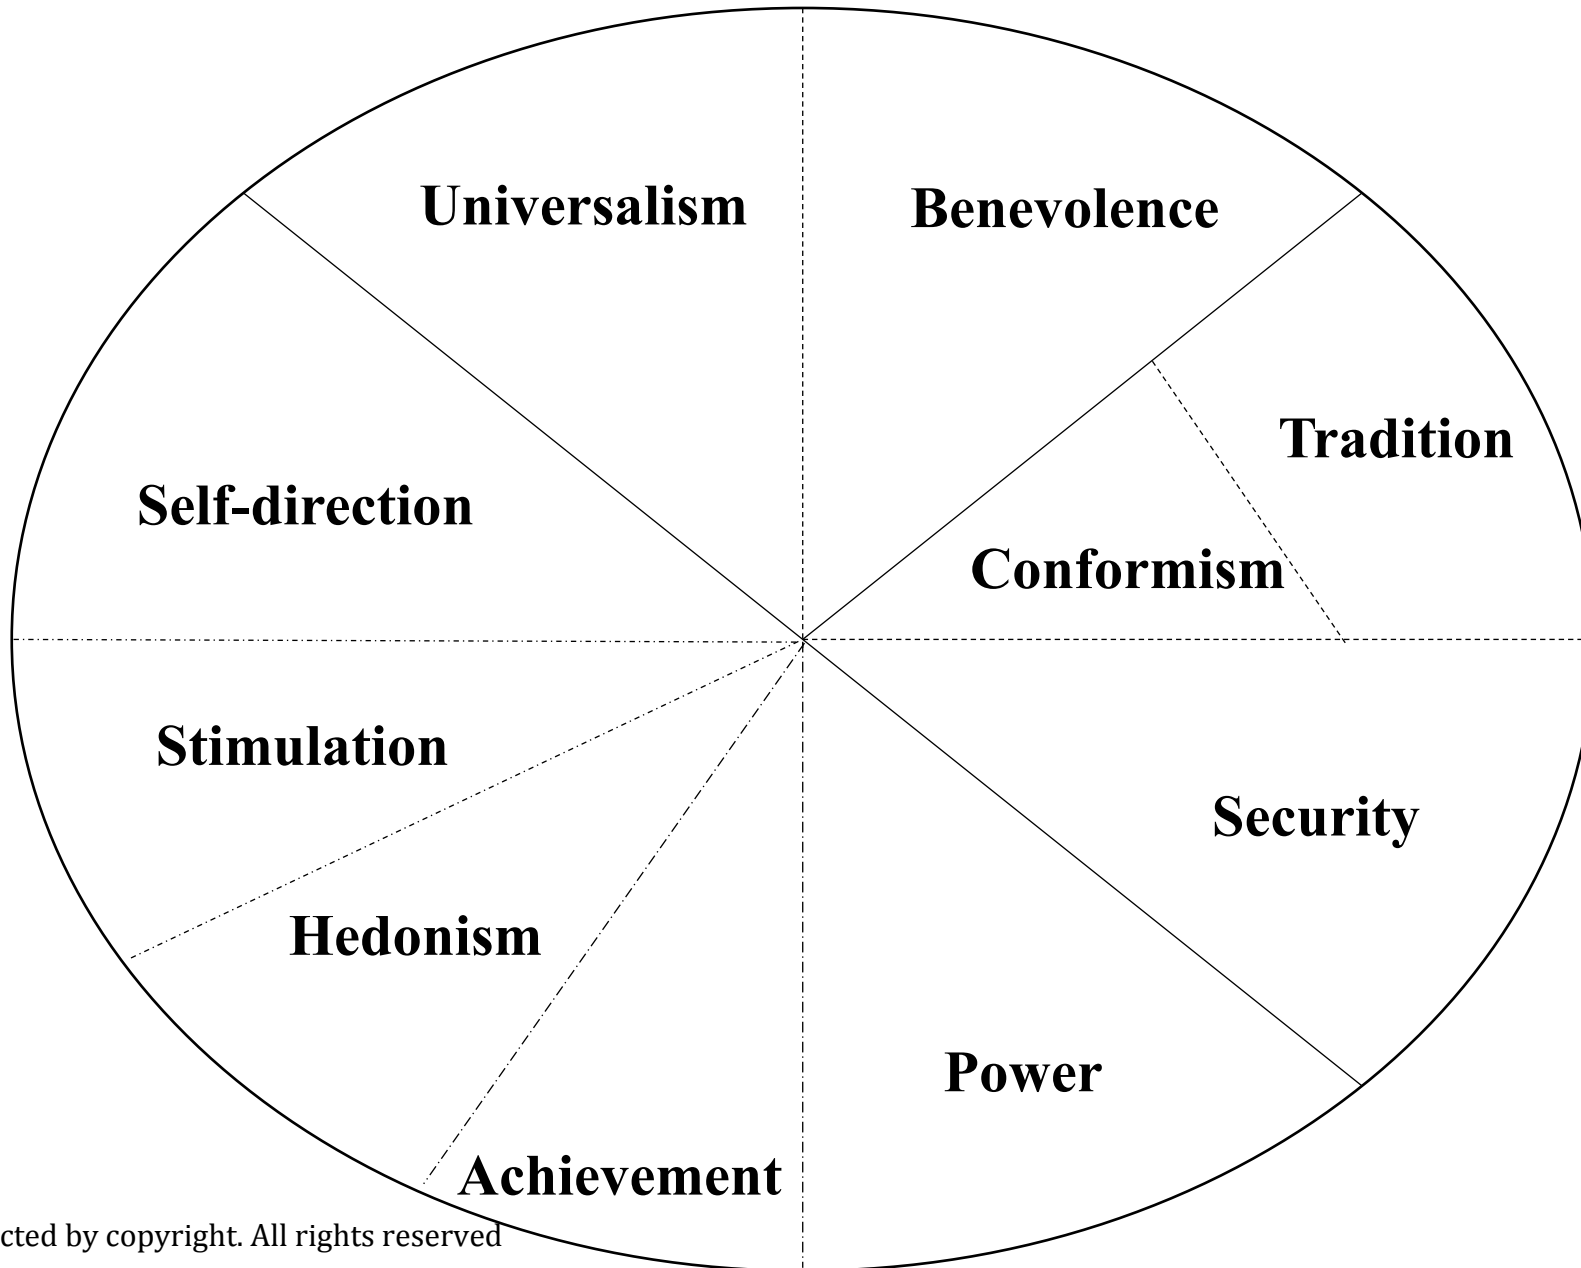 Universalism
Benevolence
Tradition
Self-direction
Conformism
Stimulation
Security
Hedonism
Power
Achievement
cted by copyright. All rights reserved